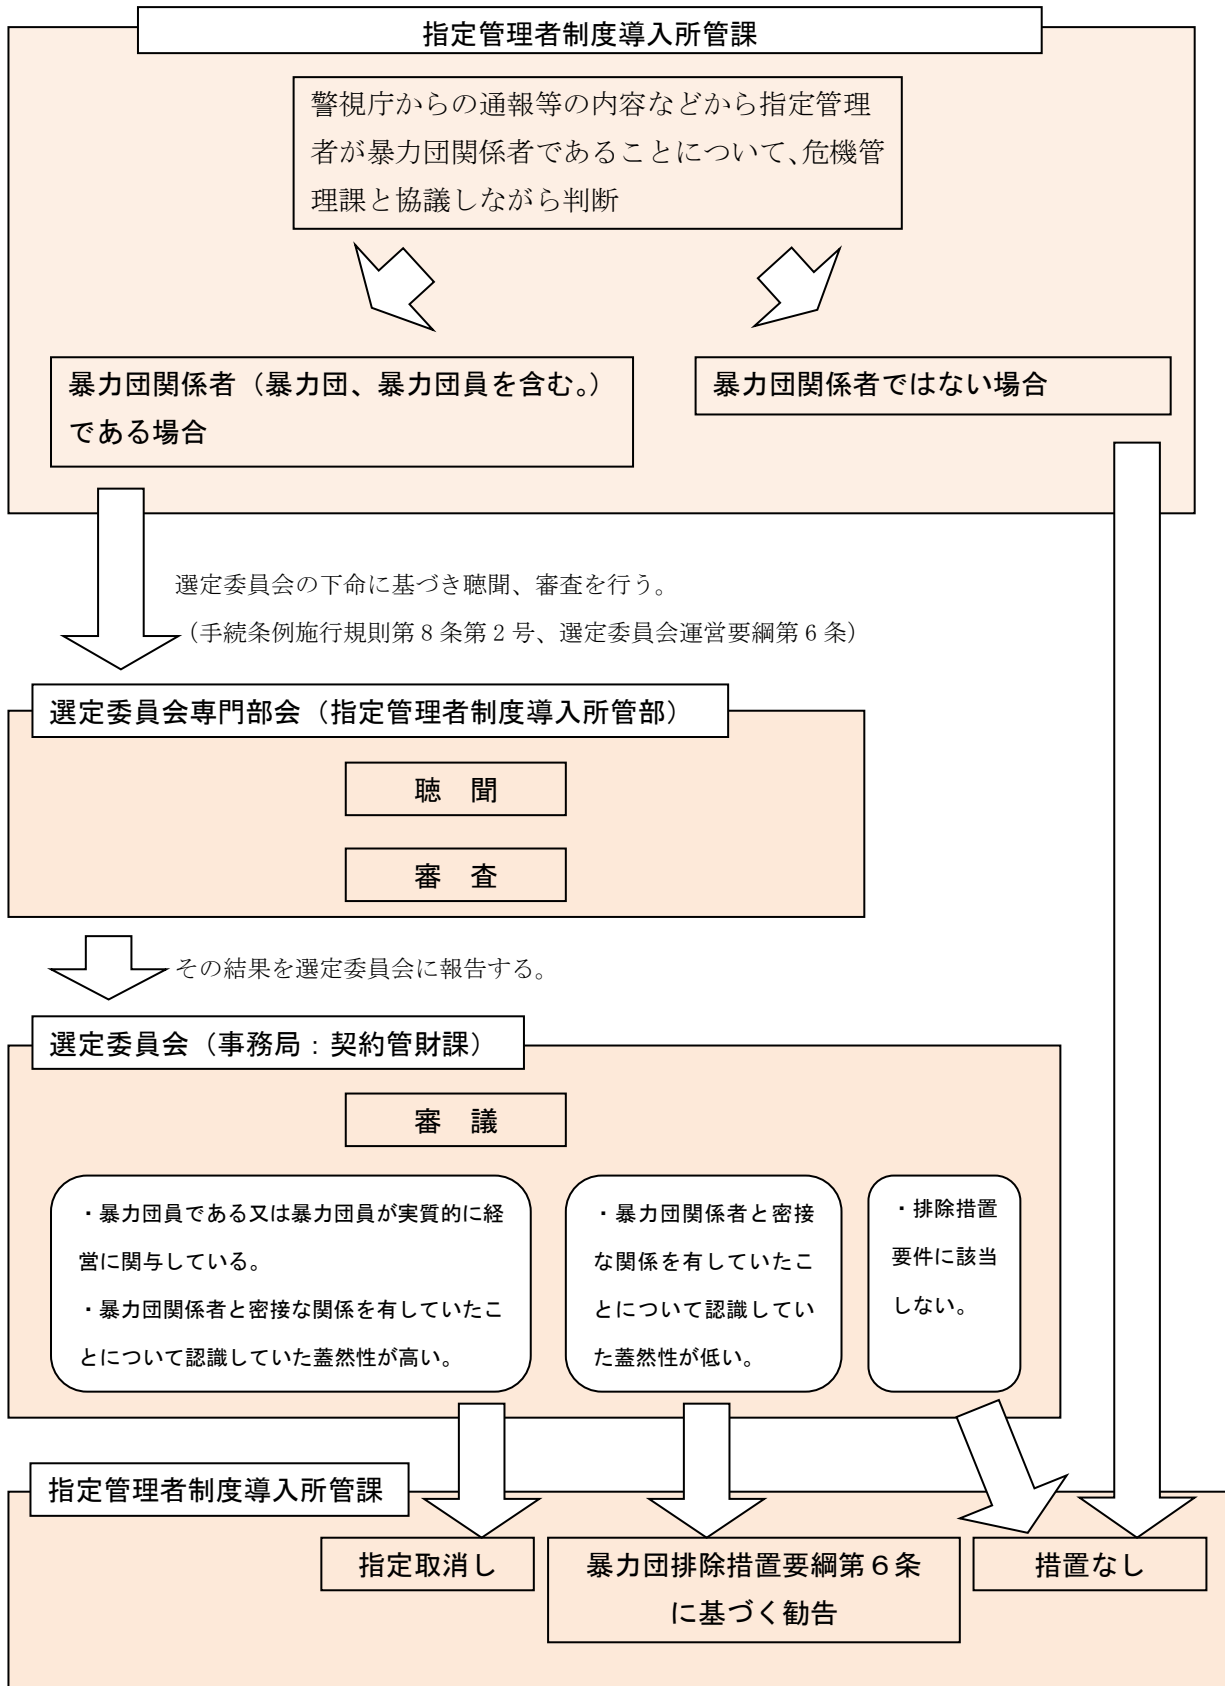 指定管理者制度導入所管課
警視庁からの通報等の内容などから指定管理
者が暴力団関係者であることについて、危機管
理課と協議しながら判断
暴力団関係者（暴力団、暴力団員を含む。）
である場合
暴力団関係者ではない場合
選定委員会の下命に基づき聴聞、審査を行う。
（手続条例施行規則第８条第２号、選定委員会運営要綱第６条）
選定委員会専門部会（指定管理者制度導入所管部）
聴　聞
審　査
その結果を選定委員会に報告する。
選定委員会（事務局：契約管財課）
審　議
・暴力団員である又は暴力団員が実質的に経
営に関与している。
・暴力団関係者と密接な関係を有していたこ
とについて認識していた蓋然性が高い。
・暴力団関係者と密接
な関係を有していたこ
とについて認識してい
た蓋然性が低い。
・排除措置
要件に該当
しない。
指定管理者制度導入所管課
指定取消し
暴力団排除措置要綱第６条
に基づく勧告
措置なし